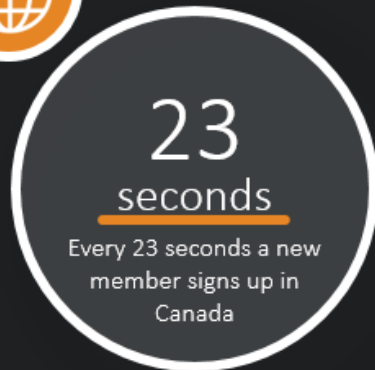 23
seconds
Every 23 seconds a new
member signs up in
Canada